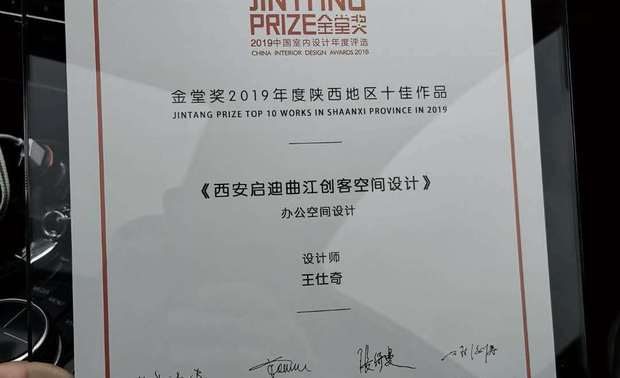 JINTANG
PRIZE金堂奖
2019中国室内设计年度评选
CHINA INTERIOR DESIGN AWARDS 2018
金堂奖2019年度陕西地区十佳作品
JINTANG PRIZE TOP 10 WORKS IN SHAANXI PROVINCE IN 2019
《西安启迪曲江创客空间设计》
办公空间设计
设计师
王仕奇